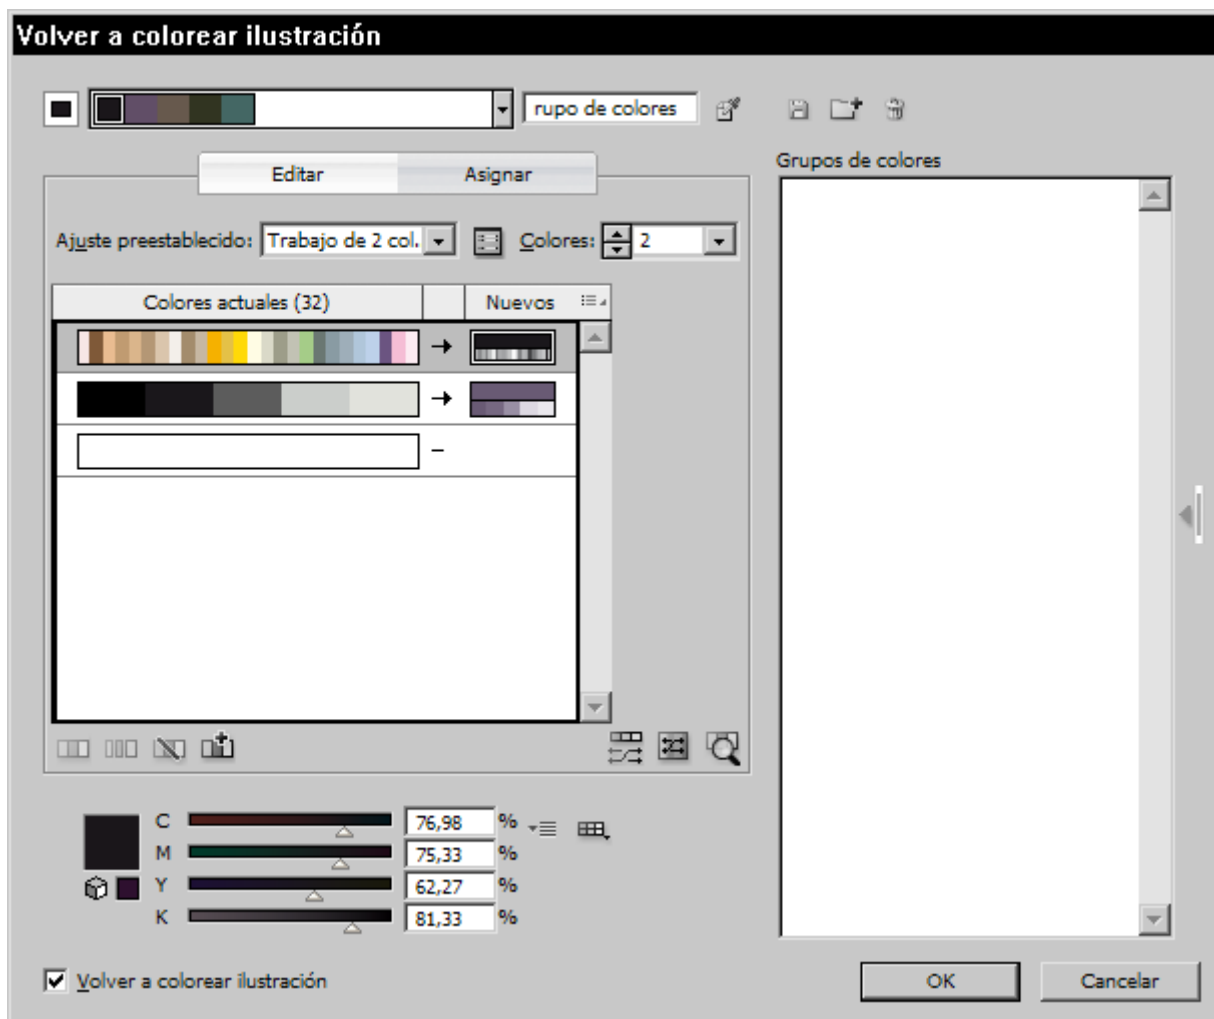 Volver a colorear ilustración
rupo de colores
Editar Asignar
Grupos de colores
Ajuste preestablecido: Trabajo de 2 col. Colores: 2
Colores actuales (32) Nuevos
C 76,98 %
M 75,33 %
Y 62,27 %
K 81,33 %
Volver a colorear ilustración OK Cancelar